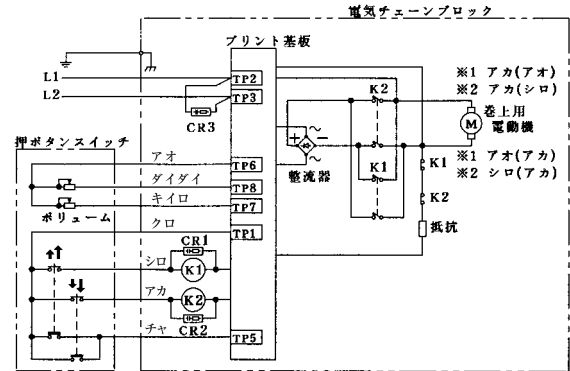 電気チェーンブロック
プリント基板
L1
L2
TP2
TP3
CR3
K2
※1 アカ(アオ)
※2 アカ(シロ)
M
巻上用
電動機
※1 アオ(アカ)
※2 シロ(アカ)
押ボタンスイッチ
アオ
TP6
ダイダイ
TP8
キイロ
TP7
ボリューム
クロ
TP1
+
−
整流器
K1
K1
K2
抵抗
CR1
シロ
K1
アカ
K2
CR2
チャ
TP5